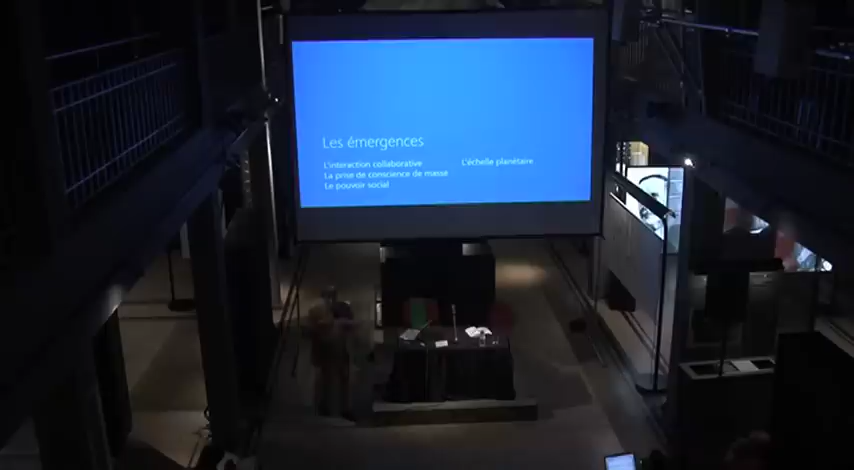 Les émergences
L'interaction collaborative
La prise de conscience de masse
Le pouvoir social
L'échelle planétaire